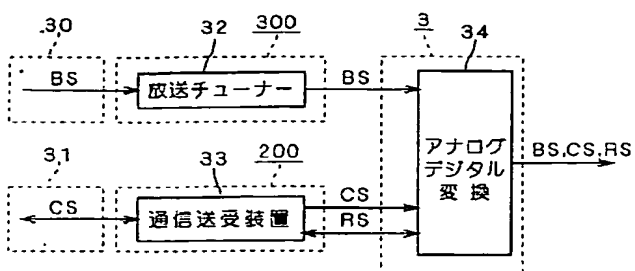 30
32
300
3
34
BS
放送チューナー
BS
アナログ
デジタル
変換
BS,CS,RS
31
33
200
CS
通信送受装置
CS
RS